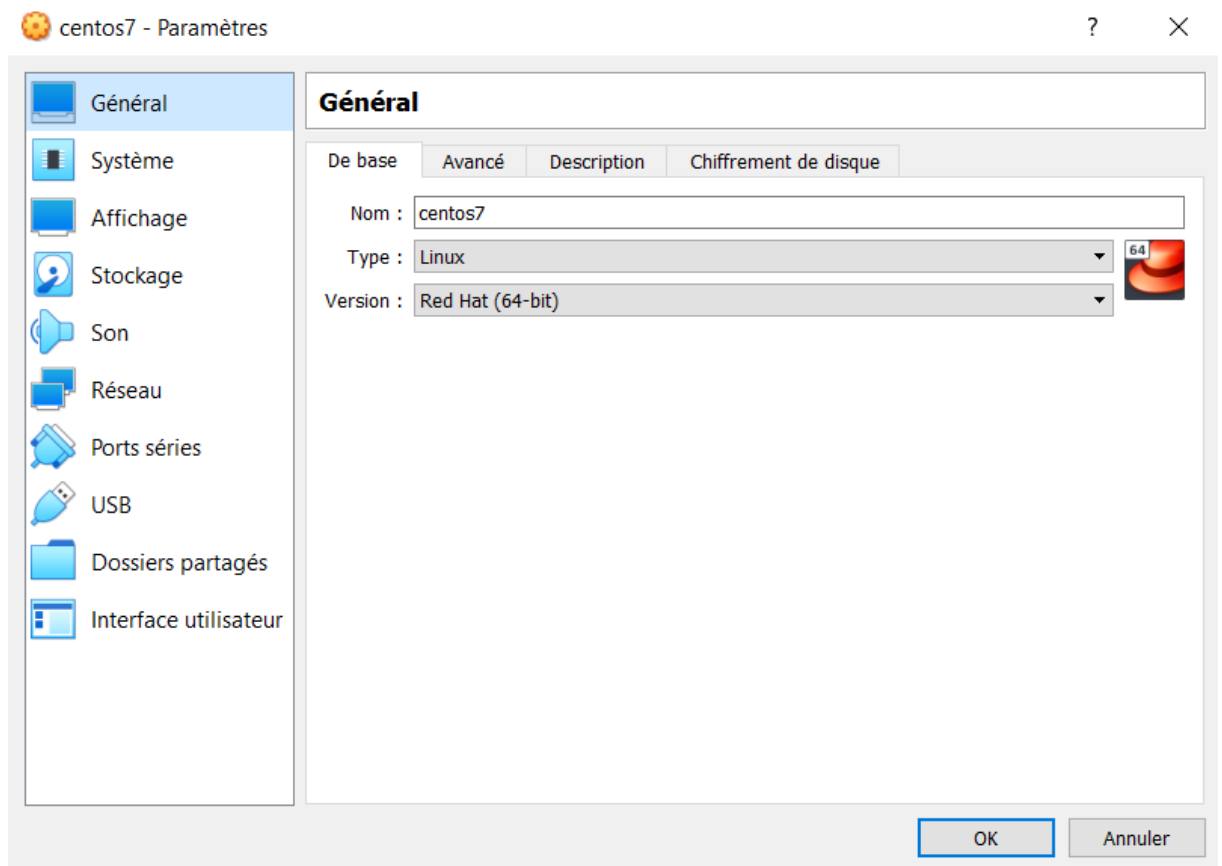 centos7 - Paramètres
?
Général
Système
Affichage
Stockage
Son
Réseau
Ports séries
USB
Dossiers partagés
Interface utilisateur
Général
De base Avancé Description Chiffrement de disque
Nom : centos7
Type : Linux
64
Version : Red Hat (64-bit)
OK Annuler